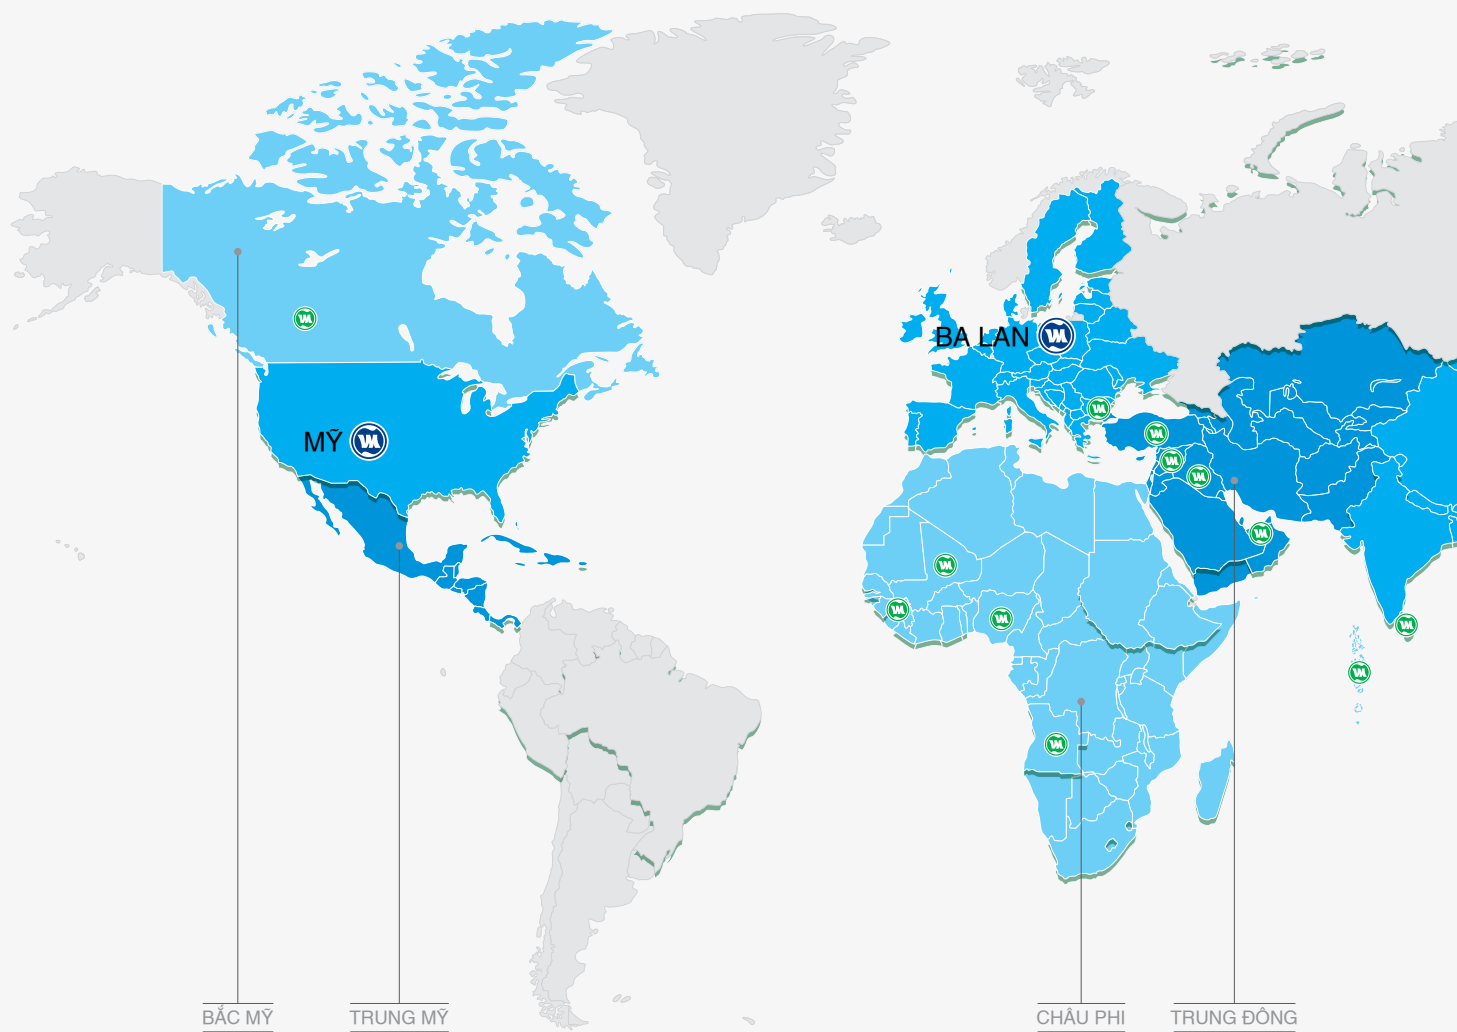 BA LAN
MỸ
BẮC MỸ
TRUNG MỸ
CHÂU PHI
TRUNG ĐÔNG